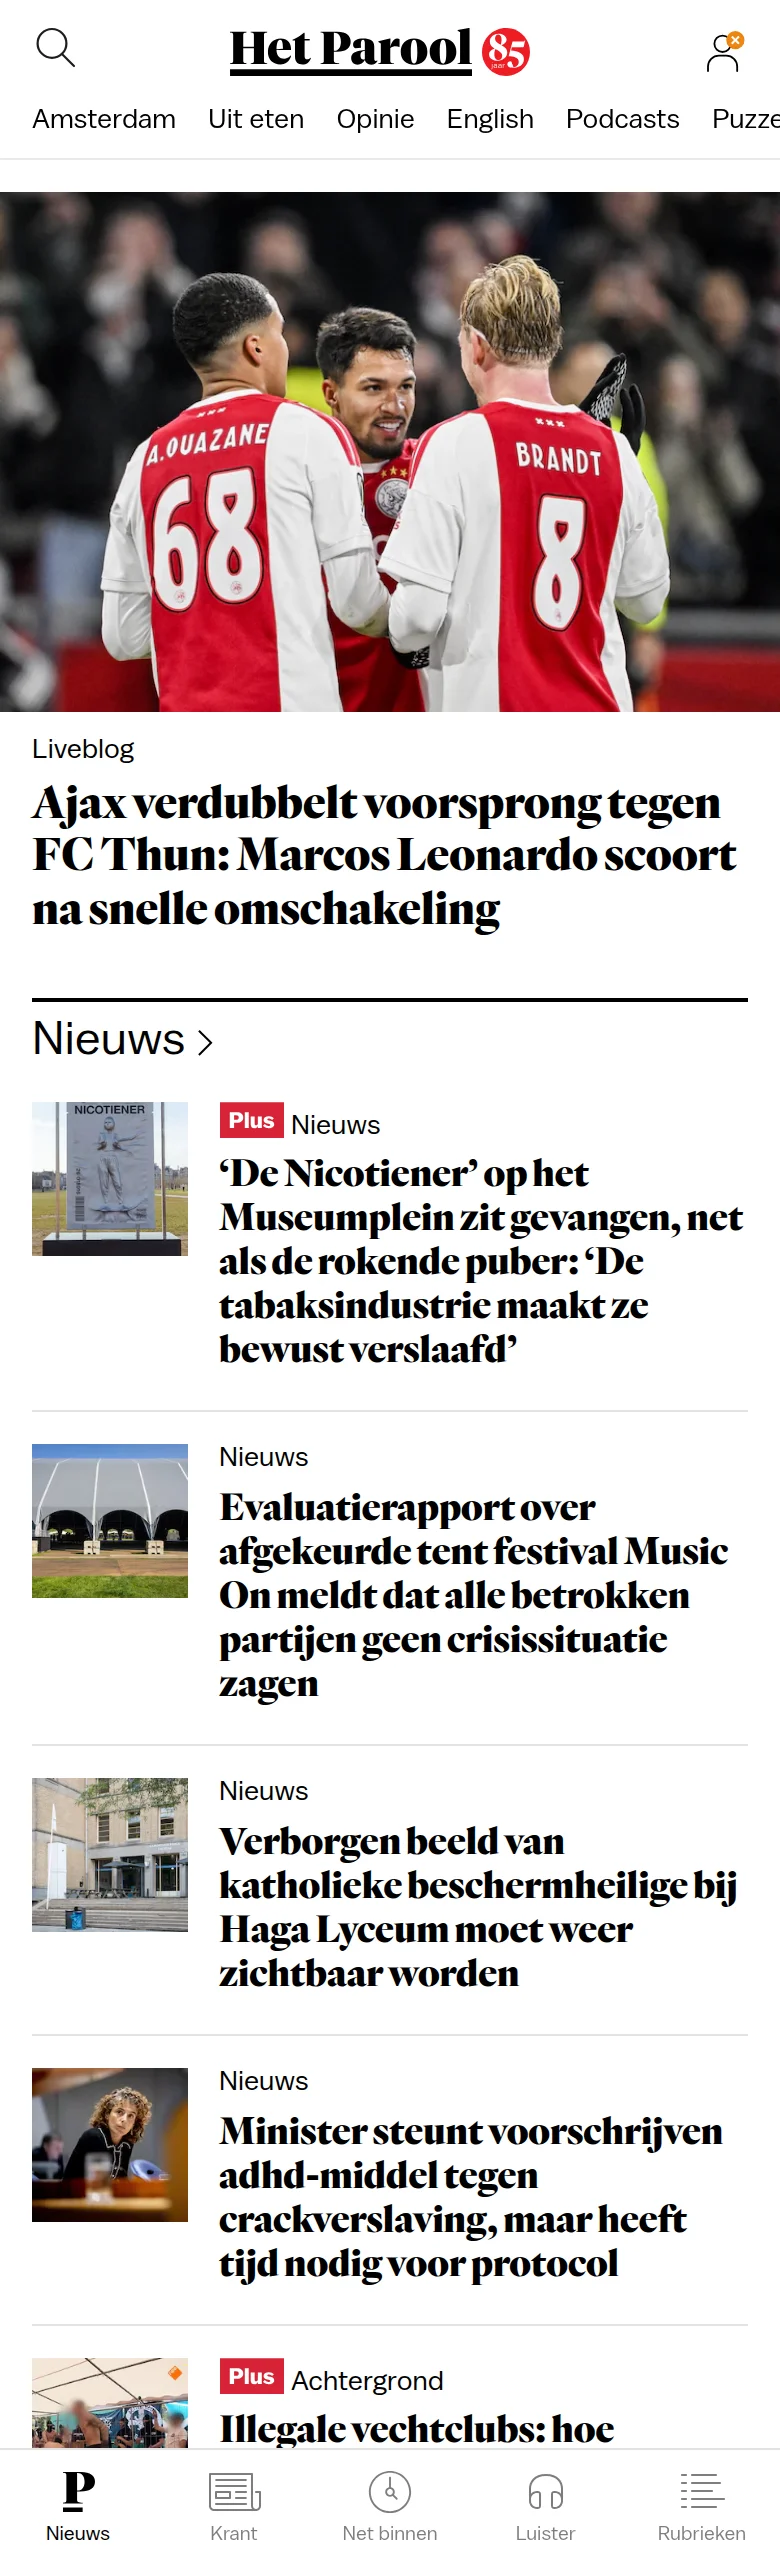 Het Parool 85 jaar
Amsterdam Uit eten Opinie English Podcasts Puzze
A.OUAZANE
68
BRANDT
8
Liveblog
Ajax verdubbelt voorsprong tegen
FC Thun: Marcos Leonardo scoort
na snelle omschakeling
Nieuws
NICOTIENER
Plus Nieuws
‘De Nicotiener’ op het
Museumplein zit gevangen, net
als de rokende puber: ‘De
tabaksindustrie maakt ze
bewust verslaafd’
Nieuws
Evaluatierapport over
afgekeurde tent festival Music
On meldt dat alle betrokken
partijen geen crisissituatie
zagen
Nieuws
Verborgen beeld van
katholieke beschermheilige bij
Haga Lyceum moet weer
zichtbaar worden
Nieuws
Minister steunt voorschrijven
adhd-middel tegen
crackverslaving, maar heeft
tijd nodig voor protocol
Plus Achtergrond
Illegale vechtclubs: hoe
P
Nieuws Krant Net binnen Luister Rubrieken